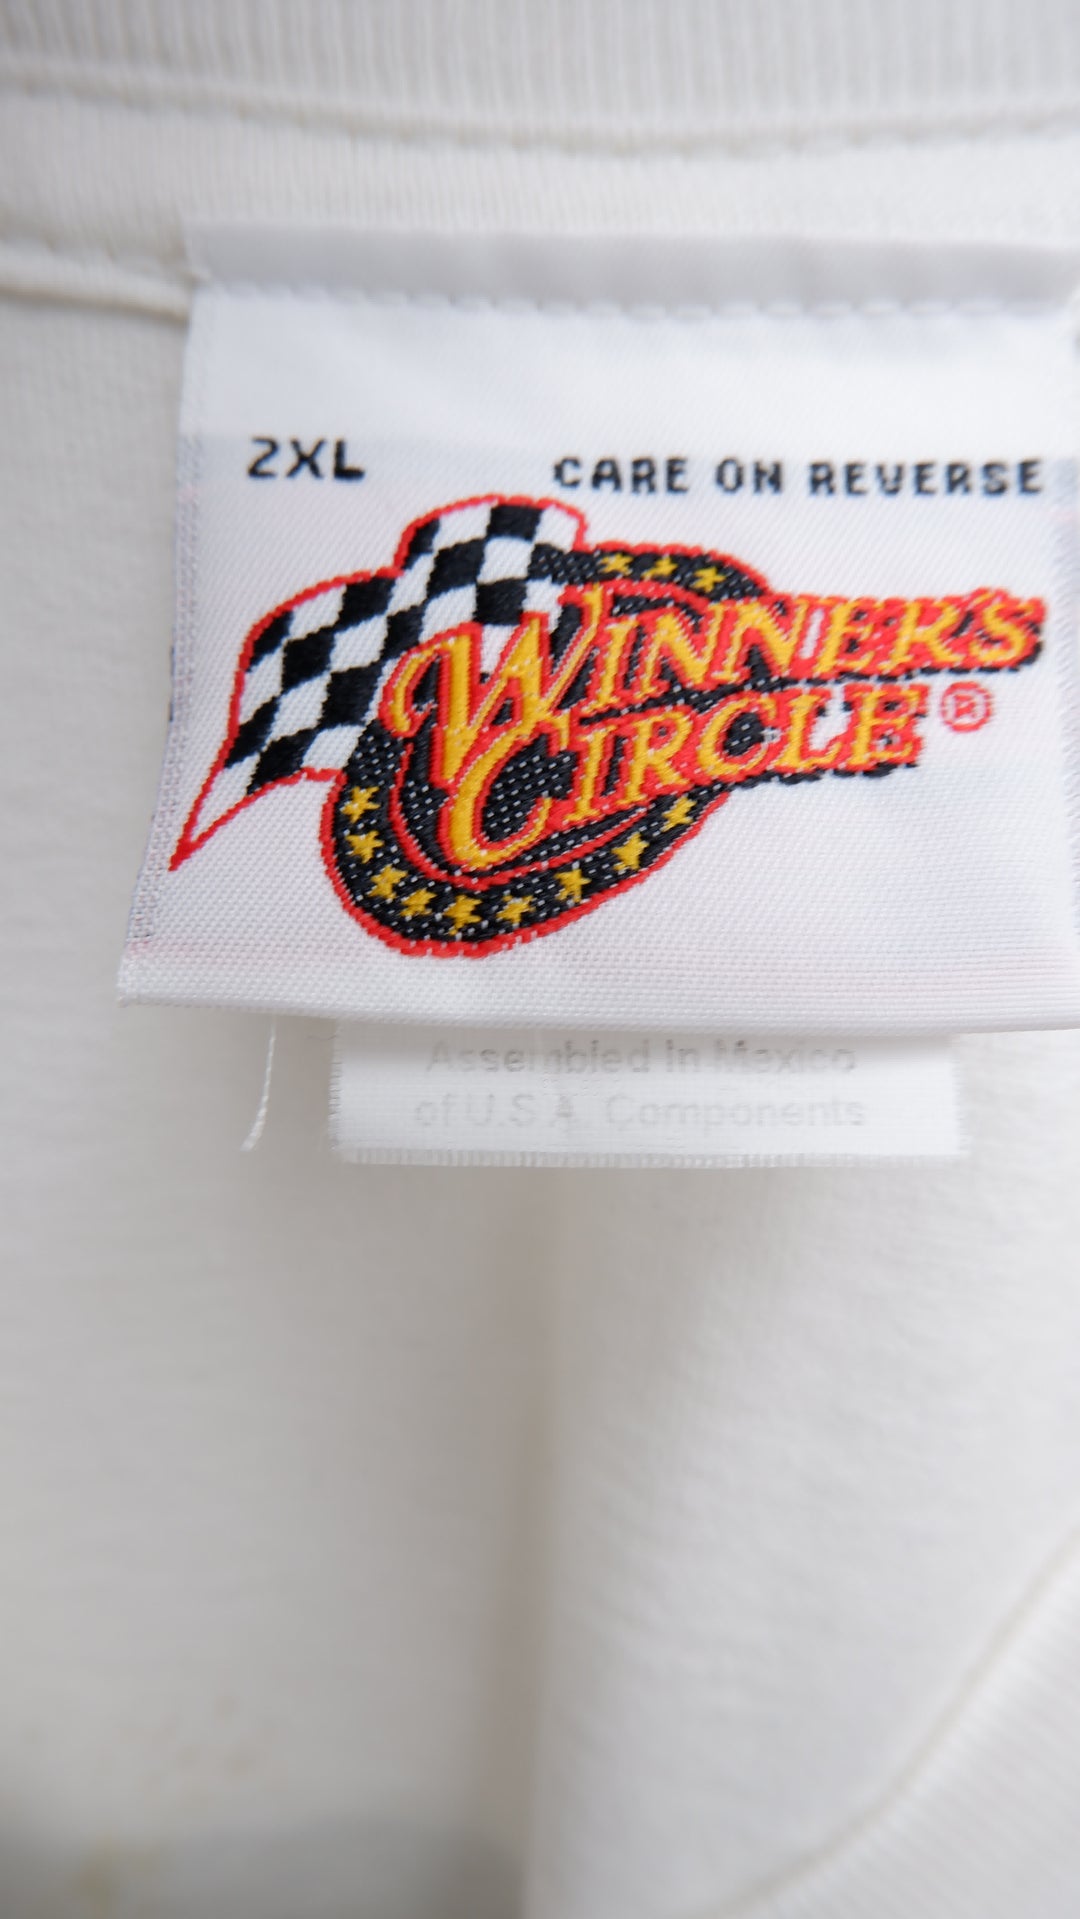 2XL CARE ON REVERSE
WINNER'S
CIRCLE®
Assembled in Mexico
of U.S.A. Components